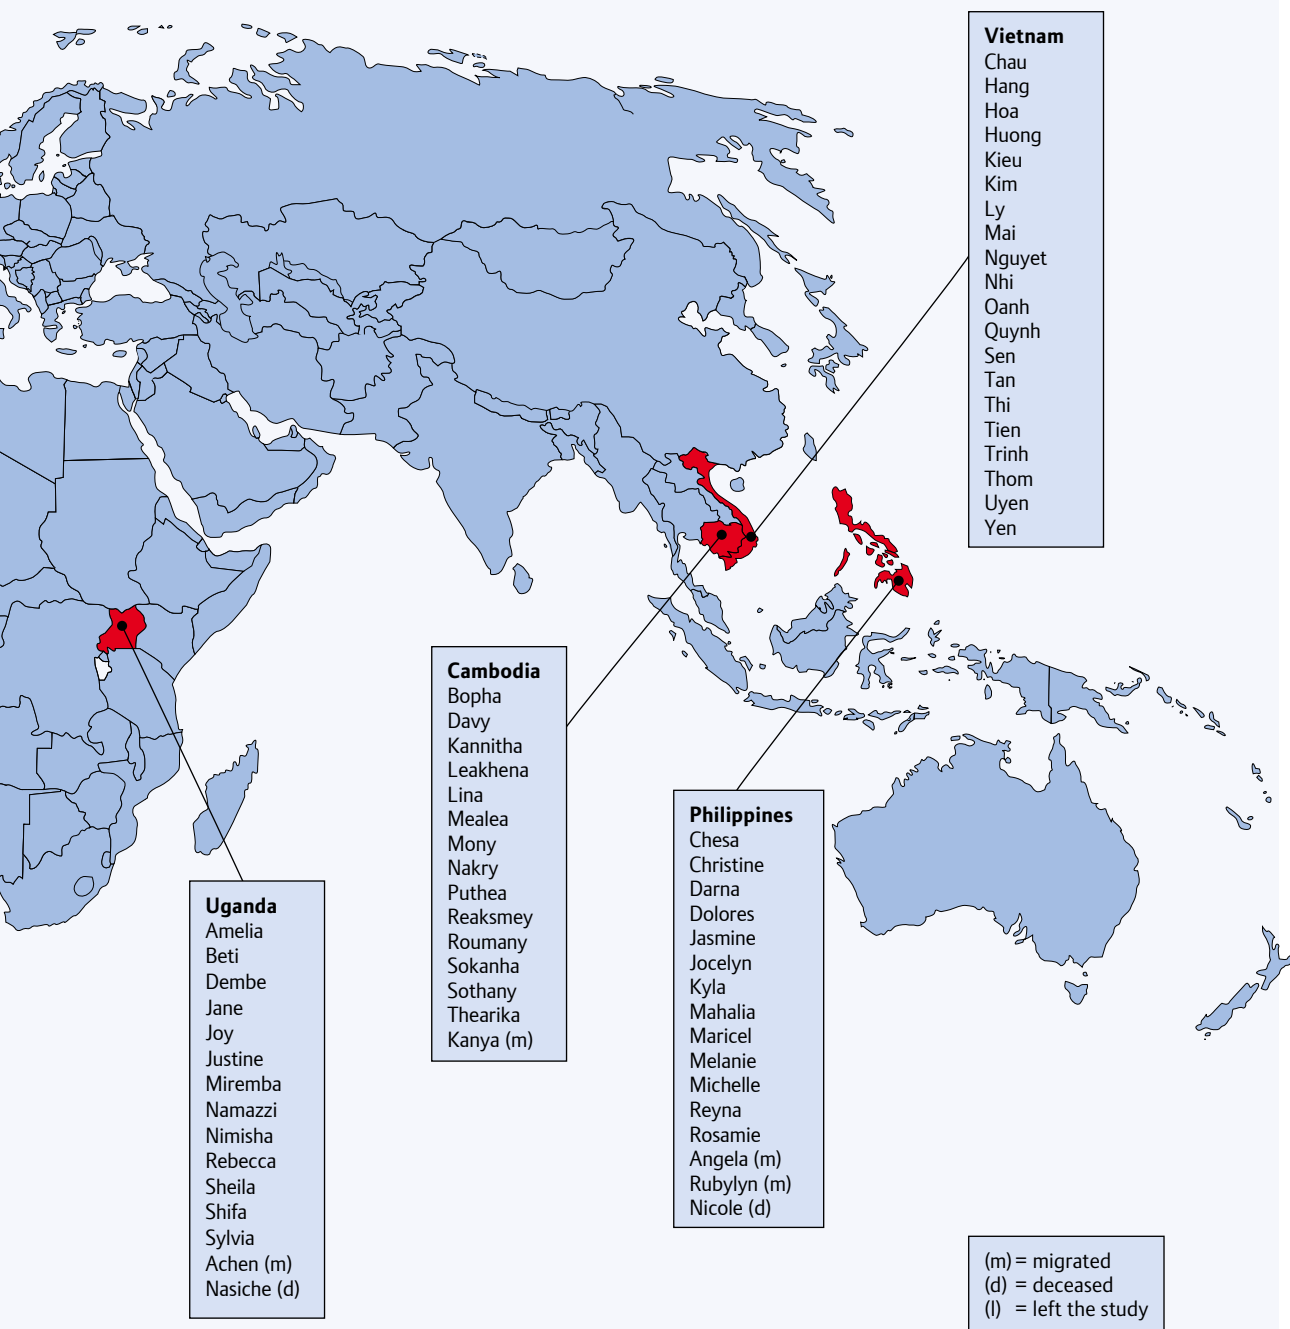 Vietnam
Chau
Hang
Hoa
Huong
Kieu
Kim
Ly
Mai
Nguyet
Nhi
Oanh
Quynh
Sen
Tan
Thi
Tien
Trinh
Thom
Uyen
Yen
Cambodia
Bopha
Davy
Kannitha
Leakhena
Lina
Mealea
Mony
Nakry
Puthea
Reaksmey
Roumany
Sokanha
Sothany
Thearika
Kanya (m)
Philippines
Chesa
Christine
Darna
Dolores
Jasmine
Jocelyn
Kyla
Mahalia
Maricel
Melanie
Michelle
Reyna
Rosamie
Angela (m)
Rubylyn (m)
Nicole (d)
Uganda
Amelia
Beti
Dembe
Jane
Joy
Justine
Miremba
Namazzi
Nimisha
Rebecca
Sheila
Shifa
Sylvia
Achen (m)
Nasiche (d)
(m) = migrated
(d) = deceased
(l) = left the study